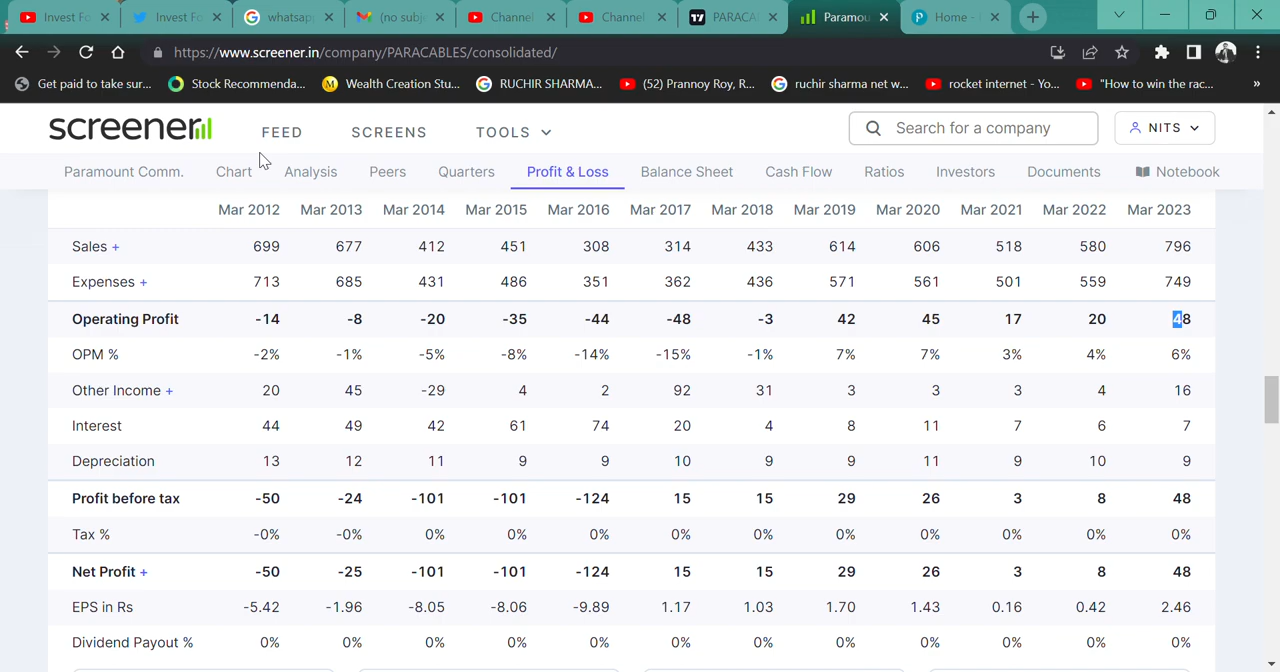 Invest Fo
Invest Fo
whatsap
(no subj
Channel
Channel
PARACA
Paramou
Home -
https://www.screener.in/company/PARACABLES/consolidated/
Get paid to take sur... Stock Recommenda... Wealth Creation Stu... RUCHIR SHARMA... (52) Prannoy Roy, R... ruchir sharma net w... rocket internet - Yo... "How to win the rac... »
screener FEED SCREENS TOOLS Search for a company NITS
Paramount Comm. Chart Analysis Peers Quarters Profit & Loss Balance Sheet Cash Flow Ratios Investors Documents Notebook
Mar 2012 Mar 2013 Mar 2014 Mar 2015 Mar 2016 Mar 2017 Mar 2018 Mar 2019 Mar 2020 Mar 2021 Mar 2022 Mar 2023
Sales + 699 677 412 451 308 314 433 614 606 518 580 796
Expenses + 713 685 431 486 351 362 436 571 561 501 559 749
Operating Profit -14 -8 -20 -35 -44 -48 -3 42 45 17 20 48
OPM % -2% -1% -5% -8% -14% -15% -1% 7% 7% 3% 4% 6%
Other Income + 20 45 -29 4 2 92 31 3 3 3 4 16
Interest 44 49 42 61 74 20 4 8 11 7 6 7
Depreciation 13 12 11 9 9 10 9 9 11 9 10 9
Profit before tax -50 -24 -101 -101 -124 15 15 29 26 3 8 48
Tax % -0% -0% 0% 0% 0% 0% 0% 0% 0% 0% 0% 0%
Net Profit + -50 -25 -101 -101 -124 15 15 29 26 3 8 48
EPS in Rs -5.42 -1.96 -8.05 -8.06 -9.89 1.17 1.03 1.70 1.43 0.16 0.42 2.46
Dividend Payout % 0% 0% 0% 0% 0% 0% 0% 0% 0% 0% 0% 0%